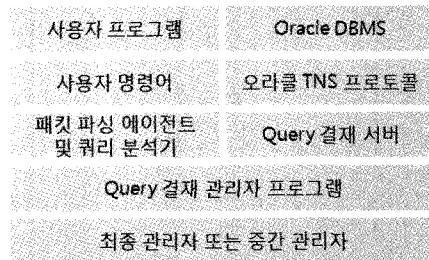 사용자 프로그램
Oracle DBMS
사용자 명령어
오라클 TNS 프로토콜
패킷 파싱 에이전트
및 쿼리 분석기
Query 결재 서버
Query 결재 관리자 프로그램
최종 관리자 또는 중간 관리자